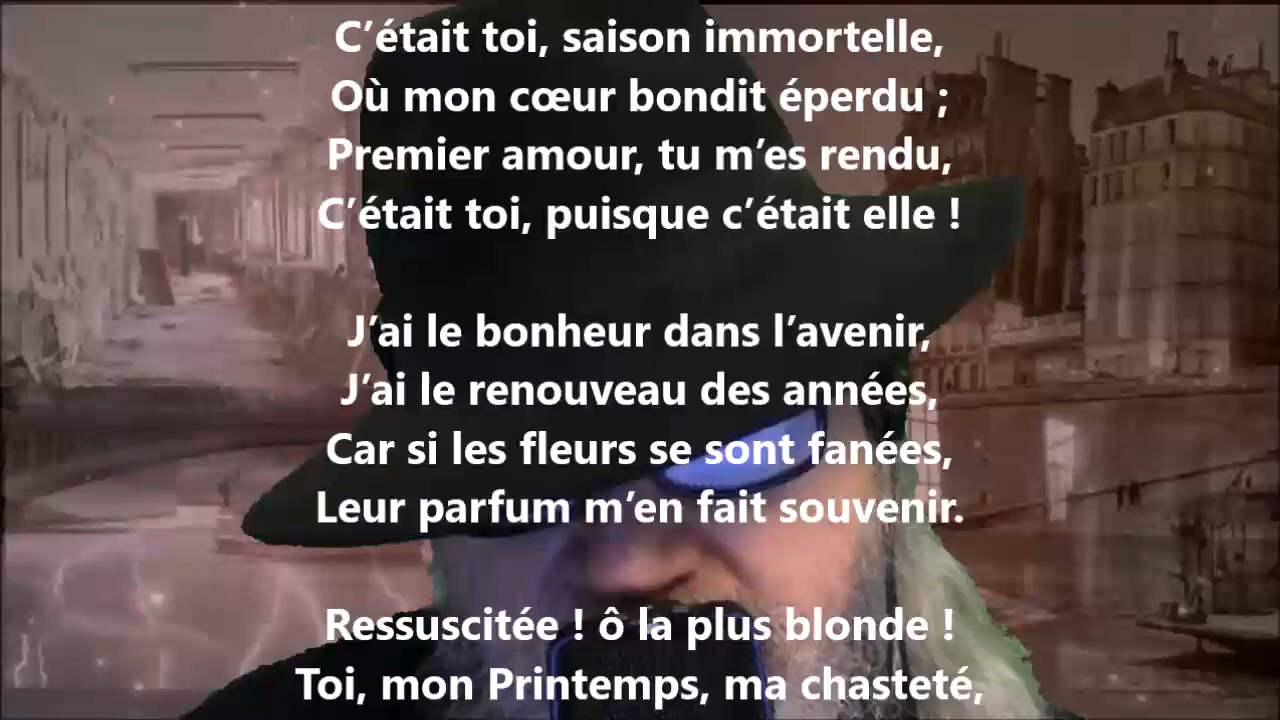 C’était toi, saison immortelle,
Où mon cœur bondit éperdu ;
Premier amour, tu m’es rendu,
C’était toi, puisque c’était elle !
J’ai le bonheur dans l’avenir,
J’ai le renouveau des années,
Car si les fleurs se sont fanées,
Leur parfum m’en fait souvenir.
Ressuscitée ! ô la plus blonde !
Toi, mon Printemps, ma chasteté,